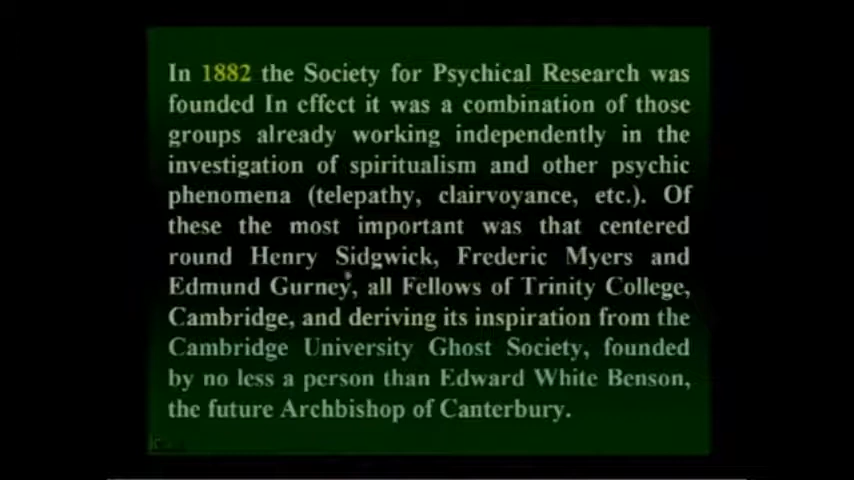 In 1882 the Society for Psychical Research was
founded In effect it was a combination of those
groups already working independently in the
investigation of spiritualism and other psychic
phenomena (telepathy, clairvoyance, etc.). Of
these the most important was that centered
round Henry Sidgwick, Frederic Myers and
Edmund Gurney, all Fellows of Trinity College,
Cambridge, and deriving its inspiration from the
Cambridge University Ghost Society, founded
by no less a person than Edward White Benson,
the future Archbishop of Canterbury.